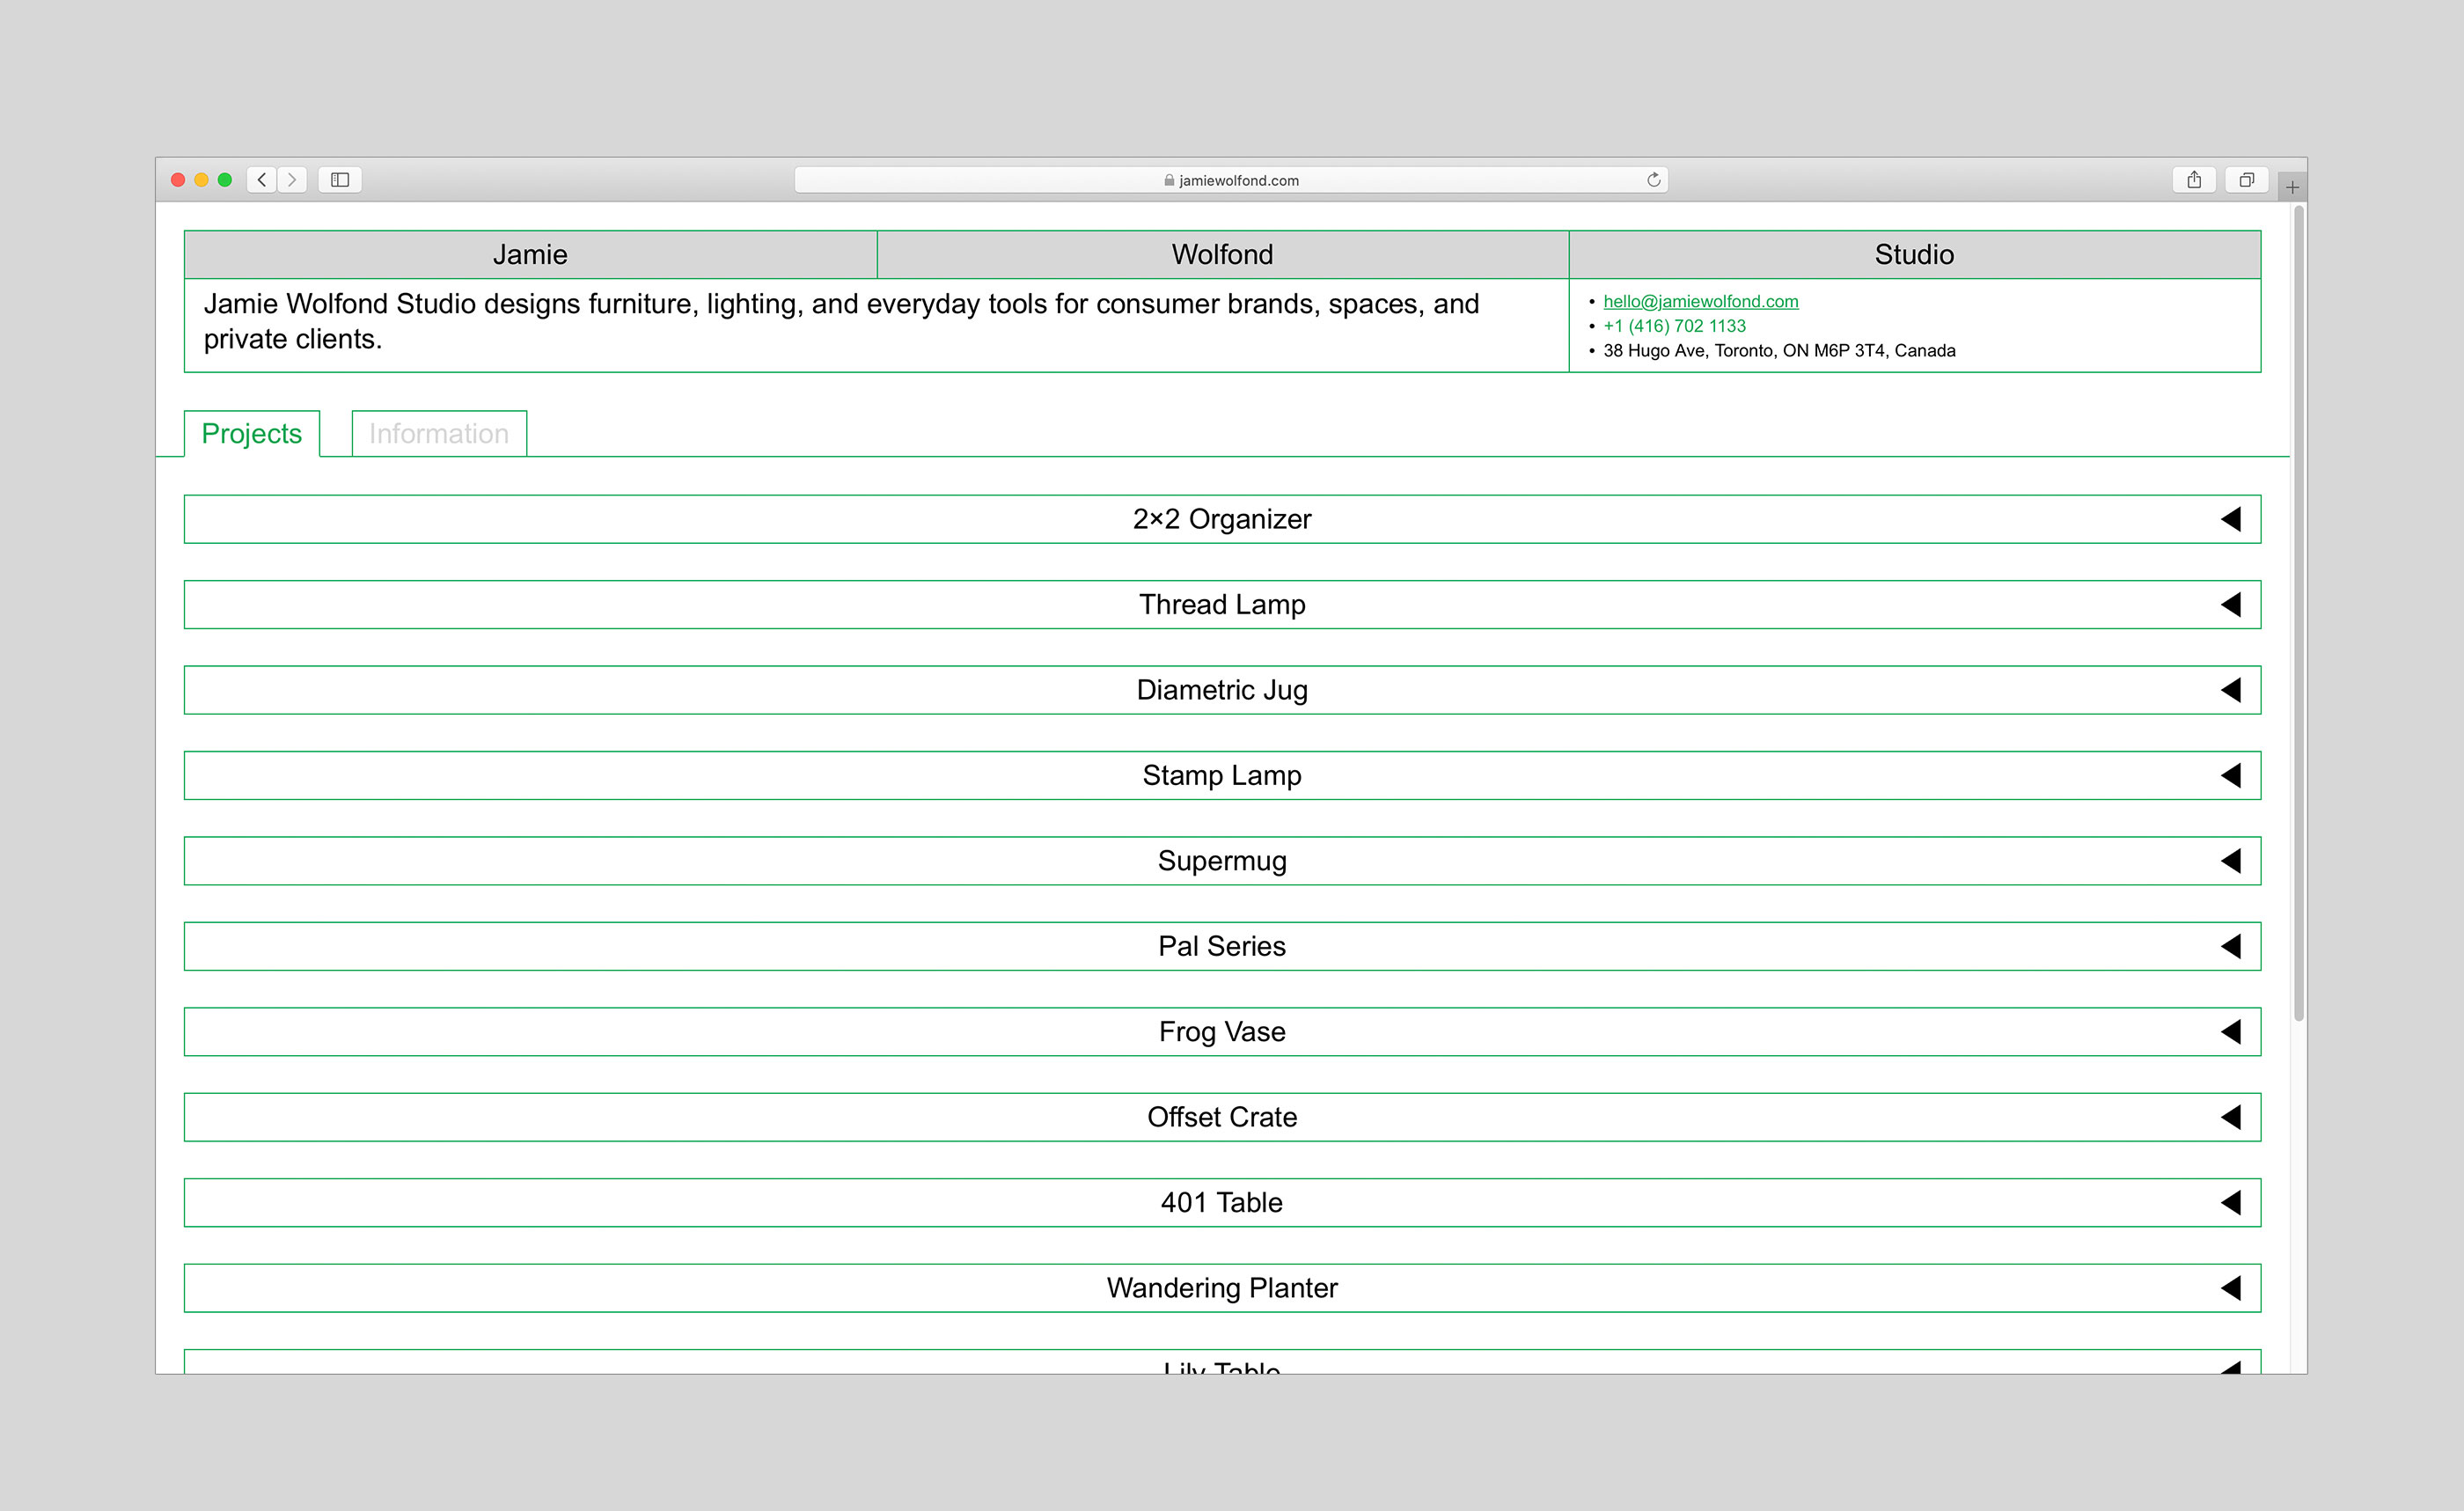 jamiewolfond.com
Jamie
Wolfond
Studio
Jamie Wolfond Studio designs furniture, lighting, and everyday tools for consumer brands, spaces, and
private clients.
• hello@jamiewolfond.com
• +1 (416) 702 1133
• 38 Hugo Ave, Toronto, ON M6P 3T4, Canada
Projects
Information
2×2 Organizer
Thread Lamp
Diametric Jug
Stamp Lamp
Supermug
Pal Series
Frog Vase
Offset Crate
401 Table
Wandering Planter
Lily Table